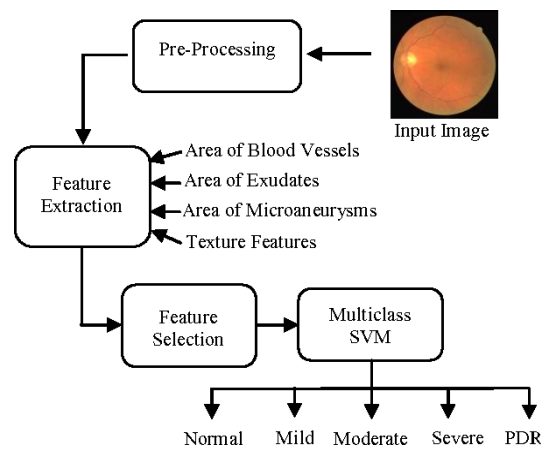 Pre-Processing
Input Image
Feature
Extraction
Area of Blood Vessels
Area of Exudates
Area of Microaneurysms
Texture Features
Feature
Selection
Multiclass
SVM
Normal Mild Moderate Severe PDR